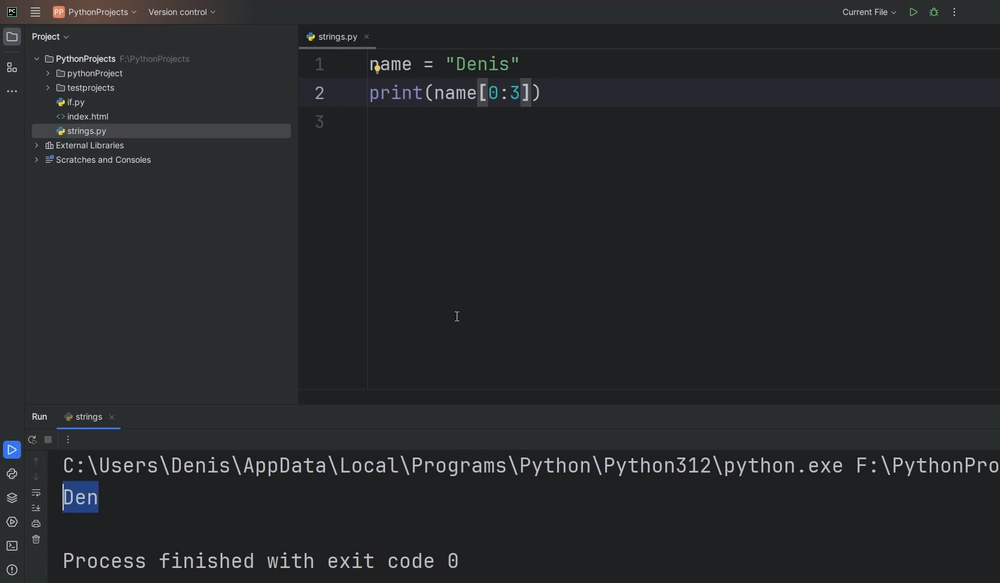 PC PP PythonProjects Version control Current File
Project
strings.py
PythonProjects F:\PythonProjects
pythonProject
testprojects
if.py
<> index.html
strings.py
External Libraries
Scratches and Consoles
1 name = "Denis"
2 print(name[0:3])
3
Run strings
C:\Users\Denis\AppData\Local\Programs\Python\Python312\python.exe F:\PythonPro
Den
Process finished with exit code 0